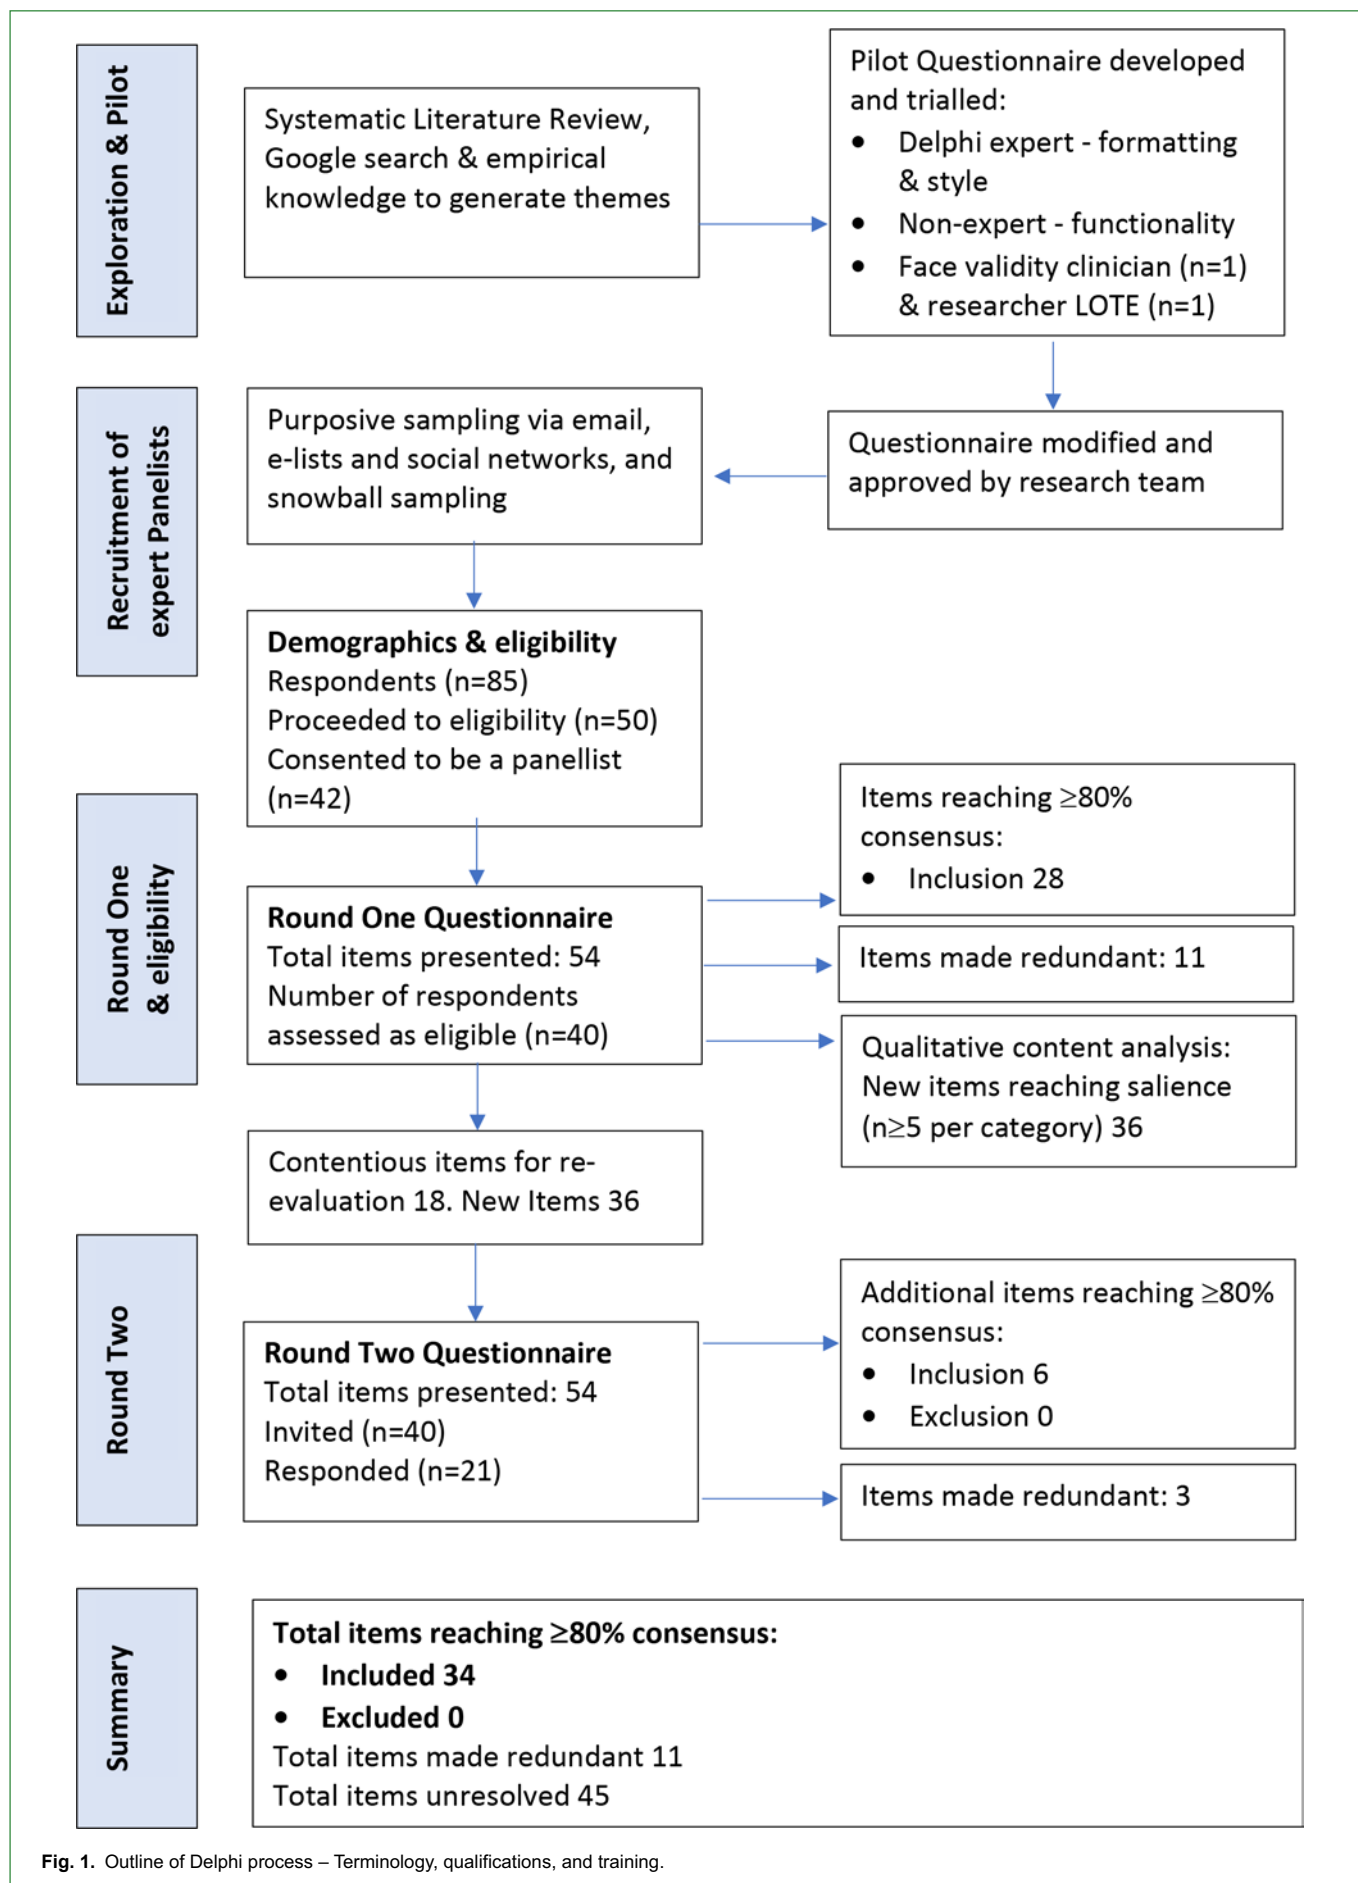 Exploration & Pilot
Systematic Literature Review,
Google search & empirical
knowledge to generate themes
Pilot Questionnaire developed
and trialled:
• Delphi expert - formatting
& style
• Non-expert - functionality
• Face validity clinician (n=1)
& researcher LOTE (n=1)
Recruitment of
expert Panelists
Purposive sampling via email,
e-lists and social networks, and
snowball sampling
Questionnaire modified and
approved by research team
Demographics & eligibility
Respondents (n=85)
Proceeded to eligibility (n=50)
Consented to be a panellist
(n=42)
Round One
& eligibility
Round One Questionnaire
Total items presented: 54
Number of respondents
assessed as eligible (n=40)
Items reaching ≥80%
consensus:
• Inclusion 28
Items made redundant: 11
Qualitative content analysis:
New items reaching salience
(n≥5 per category) 36
Contentious items for re-
evaluation 18. New Items 36
Round Two
Round Two Questionnaire
Total items presented: 54
Invited (n=40)
Responded (n=21)
Additional items reaching ≥80%
consensus:
• Inclusion 6
• Exclusion 0
Items made redundant: 3
Summary
Total items reaching ≥80% consensus:
• Included 34
• Excluded 0
Total items made redundant 11
Total items unresolved 45
Fig. 1. Outline of Delphi process – Terminology, qualifications, and training.